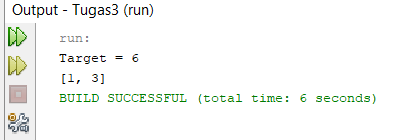 Output - Tugas3 (run)
run:
Target = 6
[1, 3]
BUILD SUCCESSFUL (total time: 6 seconds)